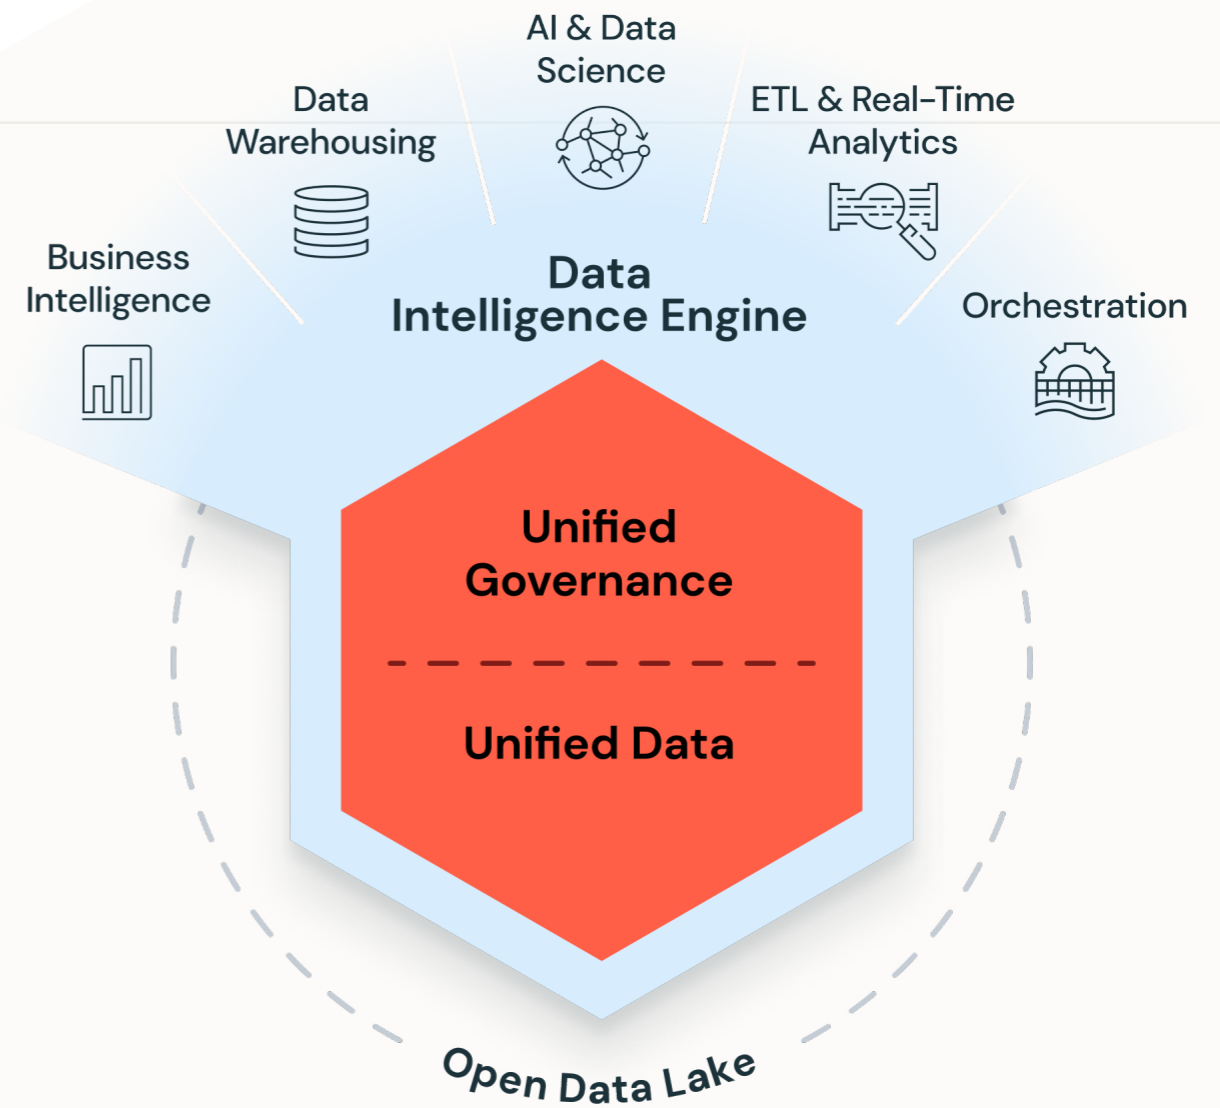 AI & Data
Science
Data
Warehousing
ETL & Real-Time
Analytics
Business
Intelligence
Orchestration
Data
Intelligence Engine
Unified
Governance
Unified Data
Open Data Lake